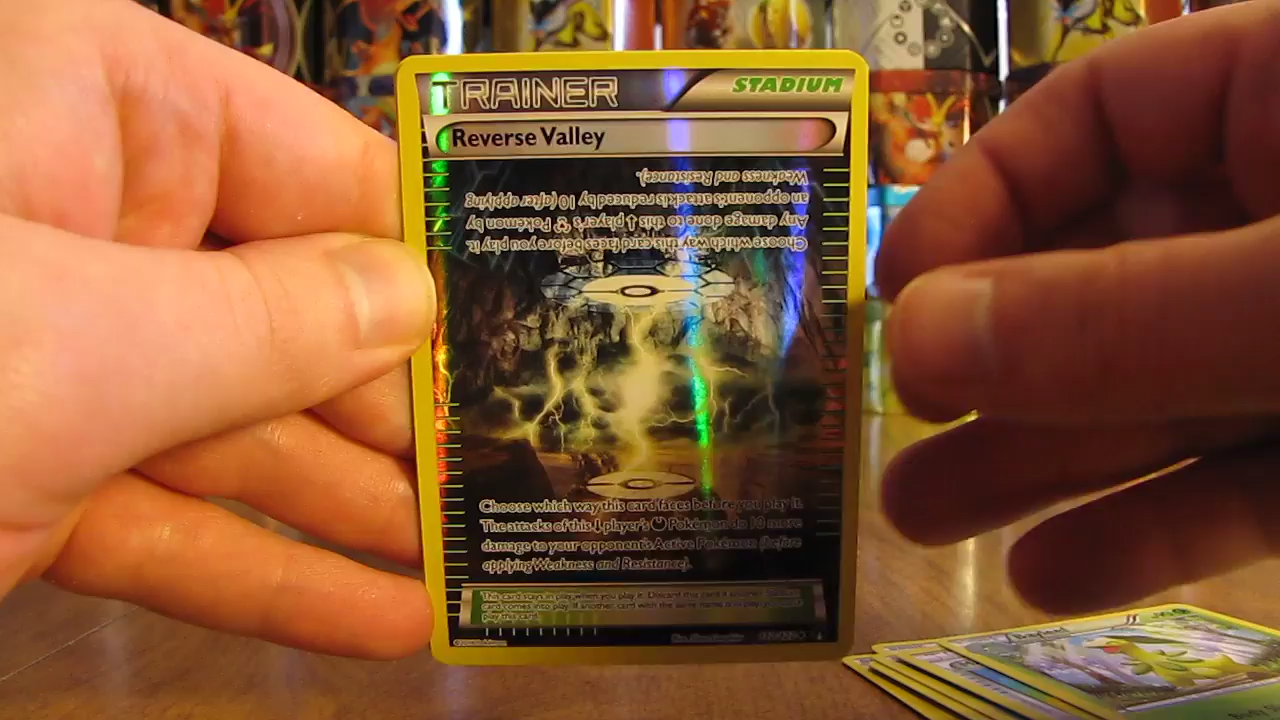 TRAINER
STADIUM
Reverse Valley
Choose which way this card faces before you play it.
Any damage done to this ↓ player's Pokémon by
an opponent's attack is reduced by 10 (after applying
Weakness and Resistance).
Choose which way this card faces before you play it.
The attacks of this ↓ player's Pokémon do 10 more
damage to your opponent's Active Pokémon (before
applying Weakness and Resistance).
This card stays in play when you play it. Discard this card if another Stadium
card comes into play. If another card with the same name is in play, you can't
play this card.